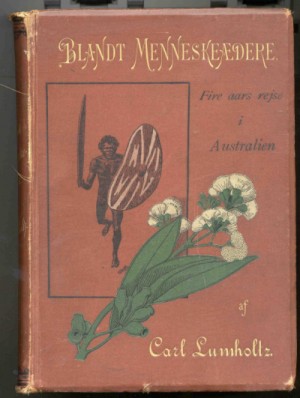 BLANDT MENNESKEÆDERE.
Fire aars rejse
i
Australien
af
Carl Lumholtz.